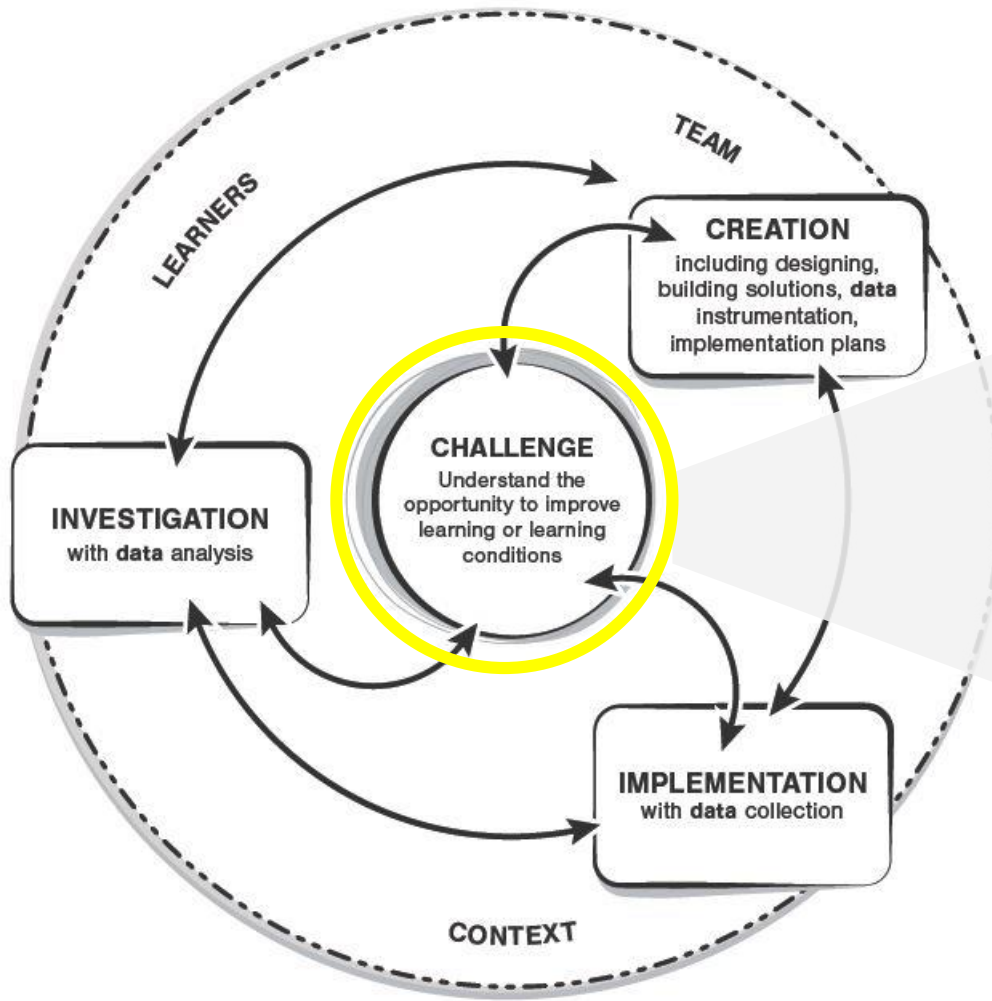 TEAM
LEARNERS
CREATION
including designing,
building solutions, data
instrumentation,
implementation plans
CHALLENGE
Understand the
opportunity to improve
learning or learning
conditions
INVESTIGATION
with data analysis
IMPLEMENTATION
with data collection
CONTEXT